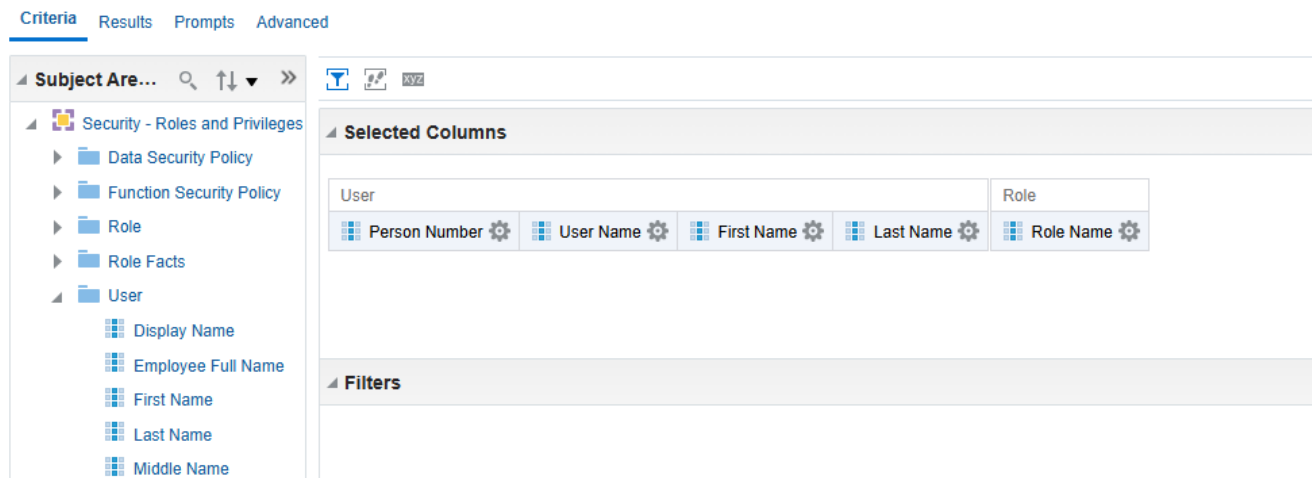 Criteria Results Prompts Advanced
Subject Are...
xyz
Security - Roles and Privileges
Selected Columns
Data Security Policy
Function Security Policy
User Role
Role
Person Number User Name First Name Last Name Role Name
Role Facts
User
Display Name
Employee Full Name
Filters
First Name
Last Name
Middle Name